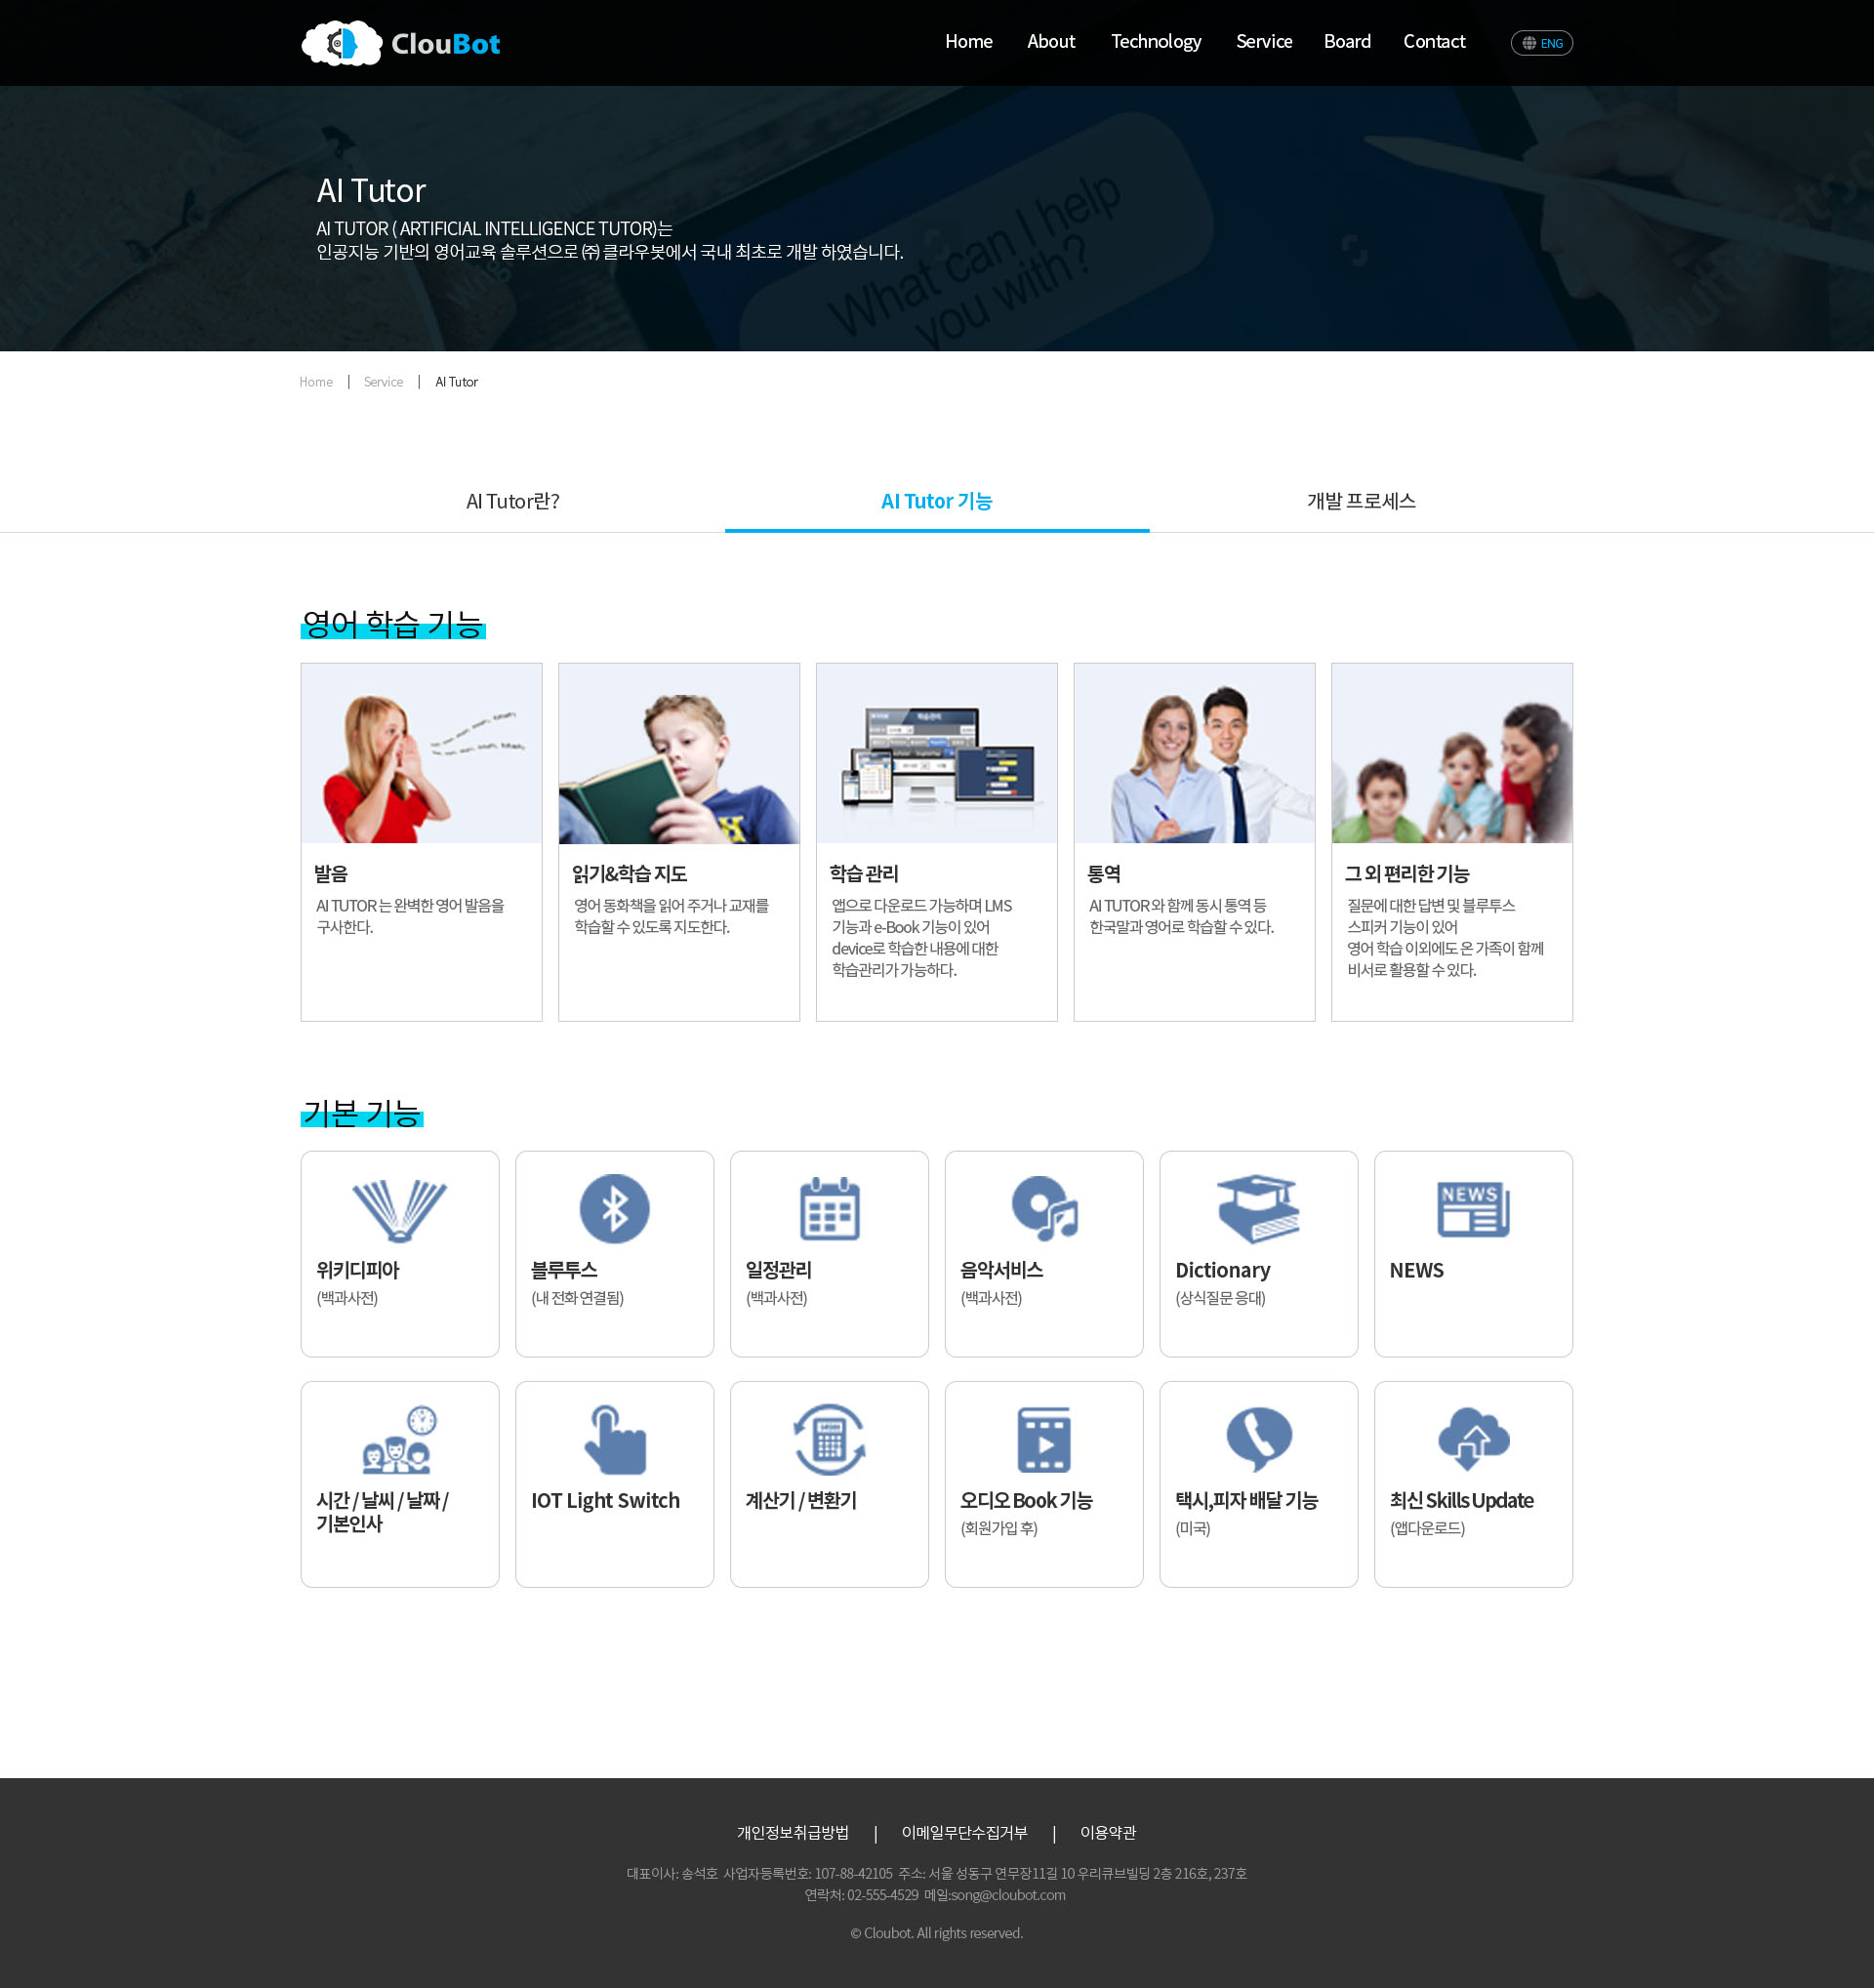 ClouBot
Home About Technology Service Board Contact ENG
What can I help
you with?
AI Tutor
AI TUTOR ( ARTIFICIAL INTELLIGENCE TUTOR)는
인공지능 기반의 영어교육 솔루션으로 ㈜ 클라우봇에서 국내 최초로 개발 하였습니다.
Home | Service | AI Tutor
AI Tutor란? AI Tutor 기능 개발 프로세스
영어 학습 기능
학습관리
발음
AI TUTOR 는 완벽한 영어 발음을
구사한다.
읽기&학습 지도
영어 동화책을 읽어 주거나 교재를
학습할 수 있도록 지도한다.
학습 관리
앱으로 다운로드 가능하며 LMS
기능과 e-Book 기능이 있어
device로 학습한 내용에 대한
학습관리가 가능하다.
통역
AI TUTOR 와 함께 동시 통역 등
한국말과 영어로 학습할 수 있다.
그 외 편리한 기능
질문에 대한 답변 및 블루투스
스피커 기능이 있어
영어 학습 이외에도 온 가족이 함께
비서로 활용할 수 있다.
기본 기능
위키디피아
(백과사전)
블루투스
(내 전화 연결됨)
일정관리
(백과사전)
음악서비스
(백과사전)
Dictionary
(상식질문 응대)
NEWS
NEWS
시간 / 날씨 / 날짜 /
기본인사
IOT Light Switch
계산기 / 변환기
오디오 Book 기능
(회원가입 후)
택시,피자 배달 기능
(미국)
최신 Skills Update
(앱다운로드)
개인정보취급방법 | 이메일무단수집거부 | 이용약관
대표이사: 송석호 사업자등록번호: 107-88-42105 주소: 서울 성동구 연무장11길 10 우리큐브빌딩 2층 216호, 237호
연락처: 02-555-4529 메일:song@cloubot.com
© Cloubot. All rights reserved.